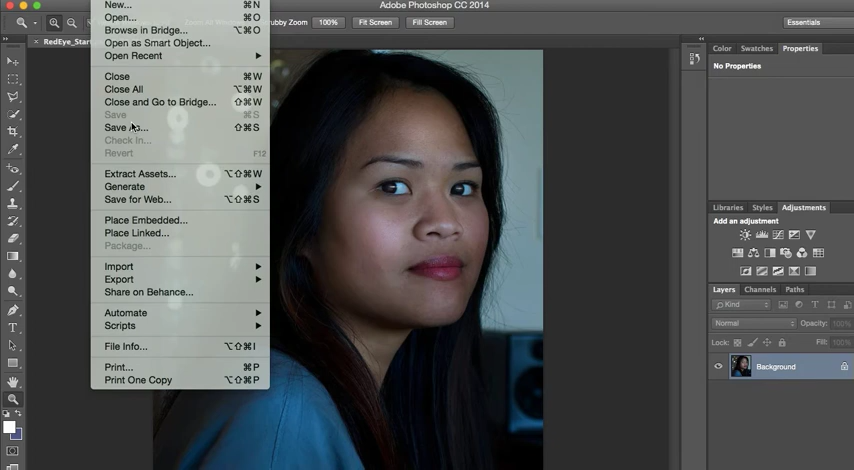 Adobe Photoshop CC 2014
New... ⌘N
Open... ⌘O
Browse in Bridge... ⌥⌘O
Open as Smart Object...
Open Recent
Close ⌘W
Close All ⌥⌘W
Close and Go to Bridge... ⇧⌘W
Save ⌘S
Save As... ⇧⌘S
Check In...
Revert F12
Extract Assets... ⌥⇧⌘W
Generate
Save for Web... ⌥⇧⌘S
Place Embedded...
Place Linked...
Package...
Import
Export
Share on Behance...
Automate
Scripts
File Info... ⌥⇧⌘I
Print... ⌘P
Print One Copy ⌥⇧⌘P
Zoom 100% Fit Screen Fill Screen Essentials
Color Swatches Properties
No Properties
Libraries Styles Adjustments
Add an adjustment
Layers Channels Paths
Kind
Normal Opacity: 100%
Lock: Fill: 100%
Background